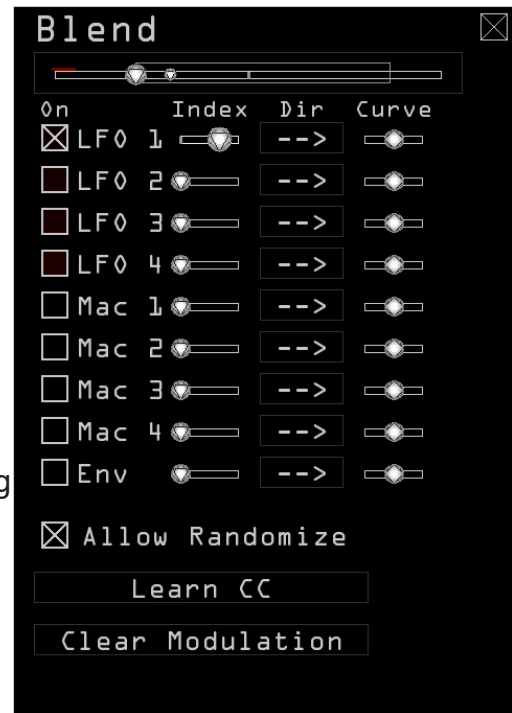 Blend
On Index Dir Curve
LFO 1 -->
LFO 2 -->
LFO 3 -->
LFO 4 -->
Mac 1 -->
Mac 2 -->
Mac 3 -->
Mac 4 -->
g
Env -->
Allow Randomize
Learn CC
Clear Modulation